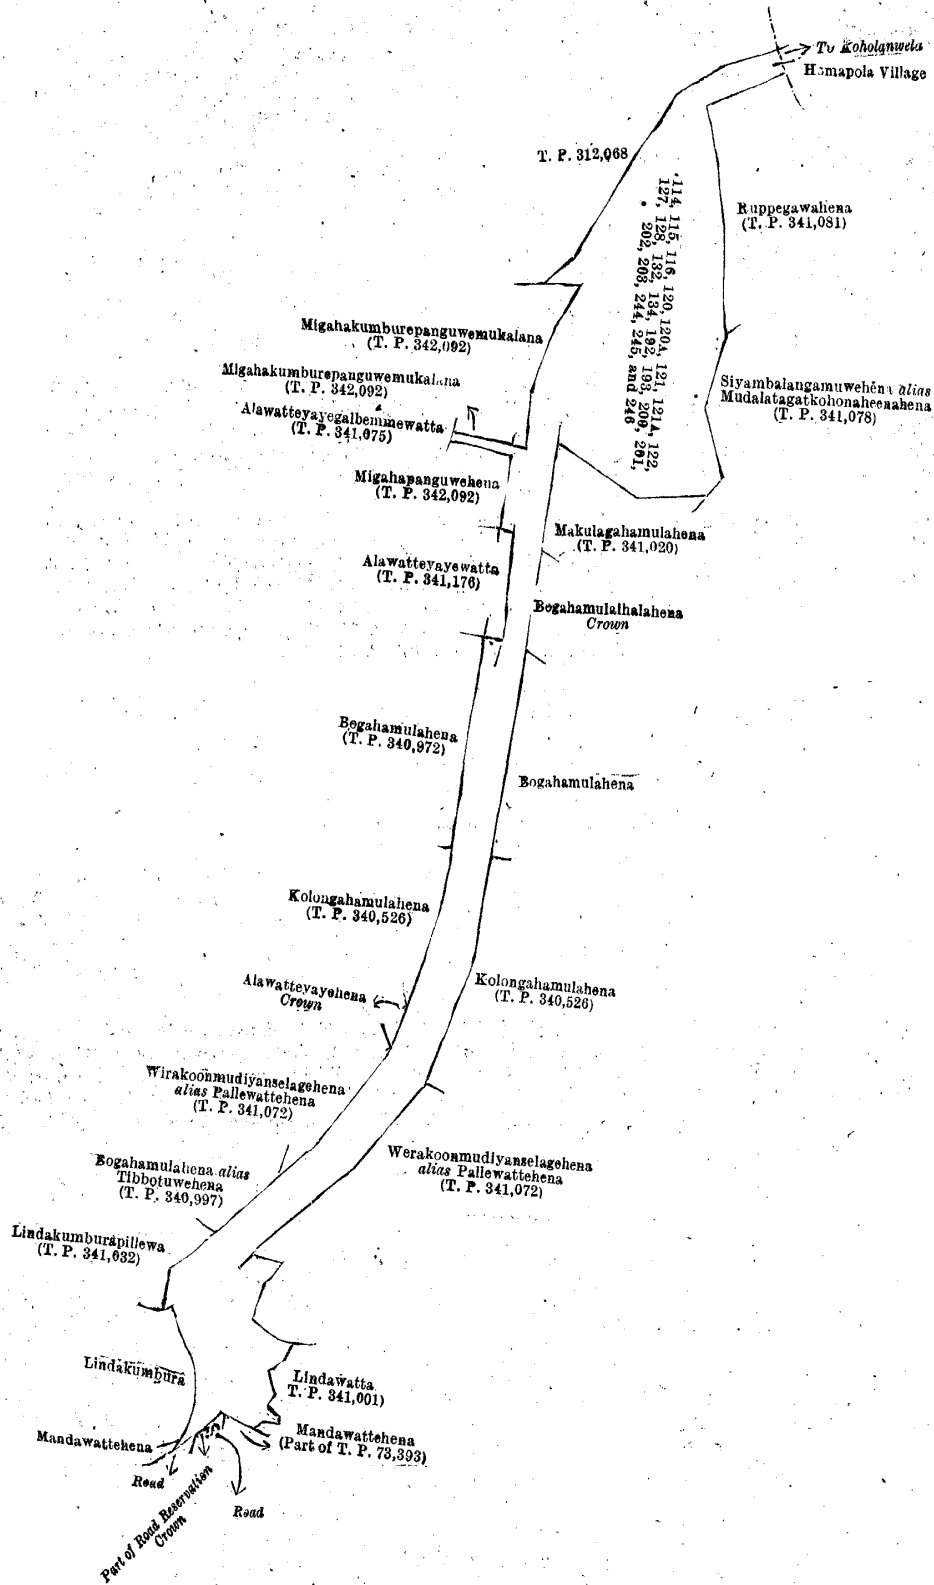 To Koholanwela
Homapola Village
T. P. 312,068
114, 115, 116, 120, 120A, 121, 121A, 122,
127, 128, 132, 134, 192, 193, 200, 201,
202, 203, 244, 245, and 246
Ruppegawahena
(T. P. 341,081)
Migahakumburepanguwemukalana
(T. P. 342,092)
Migahakumburepanguwemukalana
(T. P. 342,092)
Siyambalangamuwehena alias
Mudalatagatkohonaheenahena
(T. P. 341,078)
Alawatteyayegalbemmewatta
(T. P. 341,075)
Migahapanguwehena
(T. P. 342,092)
Makulagahamulahena
(T. P. 341,020)
Alawatteyayewatta
(T. P. 341,176)
Bogahamulaihalahena
Crown
Bogahamulahena
(T. P. 340,972)
Bogahamulahena
Kolongahamulahena
(T. P. 340,526)
Alawatteyayehena
Crown
Kolongahamulahena
(T. P. 340,526)
Wirakoonmudiyanselagehena
alias Pallewattehena
(T. P. 341,072)
Werakoonmudiyanselagehena
alias Pallewattehena
(T. P. 341,072)
Bogahamulahena alias
Tibbotuwehena
(T. P. 340,997)
Lindakumburapillewa
(T. P. 341,032)
Lindakumbura
Lindawatta
T. P. 341,001)
Mandawattehena
Mandawattehena
(Part of T. P. 73,393)
Road
Part of Road Reservation
Crown
Road